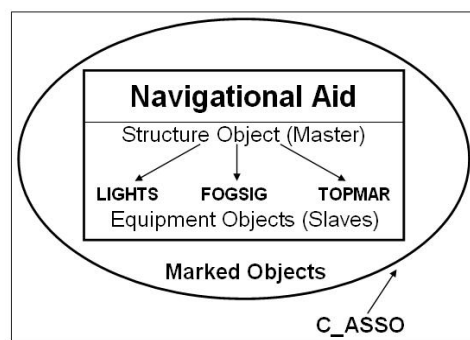 Navigational Aid
Structure Object (Master)
LIGHTS FOGSIG TOPMAR
Equipment Objects (Slaves)
Marked Objects
C_ASSO